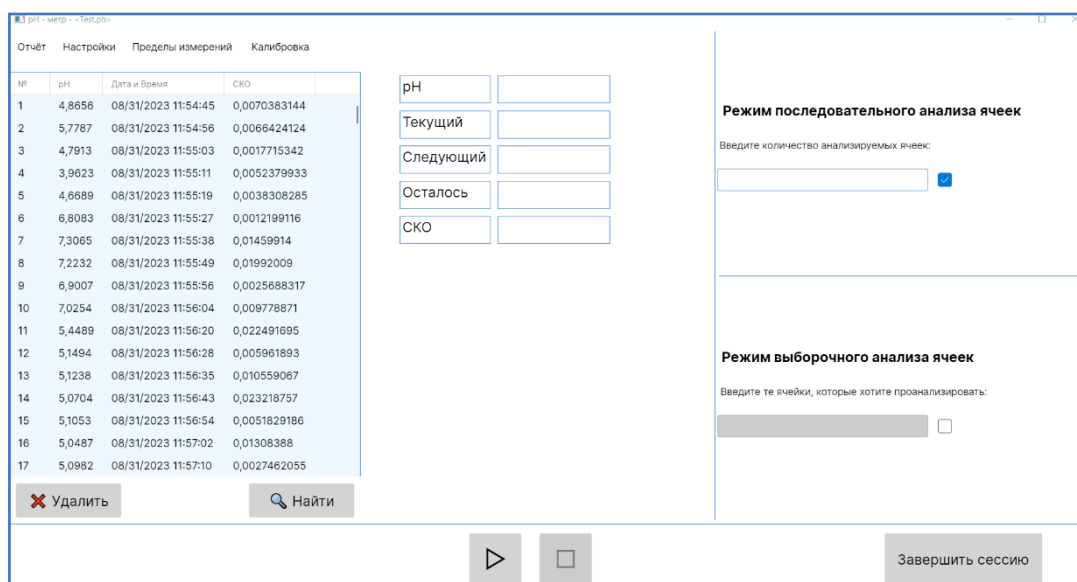 pH - метр - <Test.ph>
Отчёт Настройки Пределы измерений Калибровка
№ pH Дата и Время СКО
1 4,8656 08/31/2023 11:54:45 0,0070383144
2 5,7787 08/31/2023 11:54:56 0,0066424124
3 4,7913 08/31/2023 11:55:03 0,0017715342
4 3,9623 08/31/2023 11:55:11 0,0052379933
5 4,6689 08/31/2023 11:55:19 0,0038308285
6 6,8083 08/31/2023 11:55:27 0,0012199116
7 7,3065 08/31/2023 11:55:38 0,01459914
8 7,2232 08/31/2023 11:55:49 0,01992009
9 6,9007 08/31/2023 11:55:56 0,0025688317
10 7,0254 08/31/2023 11:56:04 0,009778871
11 5,4489 08/31/2023 11:56:20 0,022491695
12 5,1494 08/31/2023 11:56:28 0,005961893
13 5,1238 08/31/2023 11:56:35 0,010559067
14 5,0704 08/31/2023 11:56:43 0,023218757
15 5,1053 08/31/2023 11:56:54 0,0051829186
16 5,0487 08/31/2023 11:57:02 0,01308388
17 5,0982 08/31/2023 11:57:10 0,0027462055
Удалить
Найти
pH
Текущий
Следующий
Осталось
СКО
Режим последовательного анализа ячеек
Введите количество анализируемых ячеек:
Режим выборочного анализа ячеек
Введите те ячейки, которые хотите проанализировать:
Завершить сессию